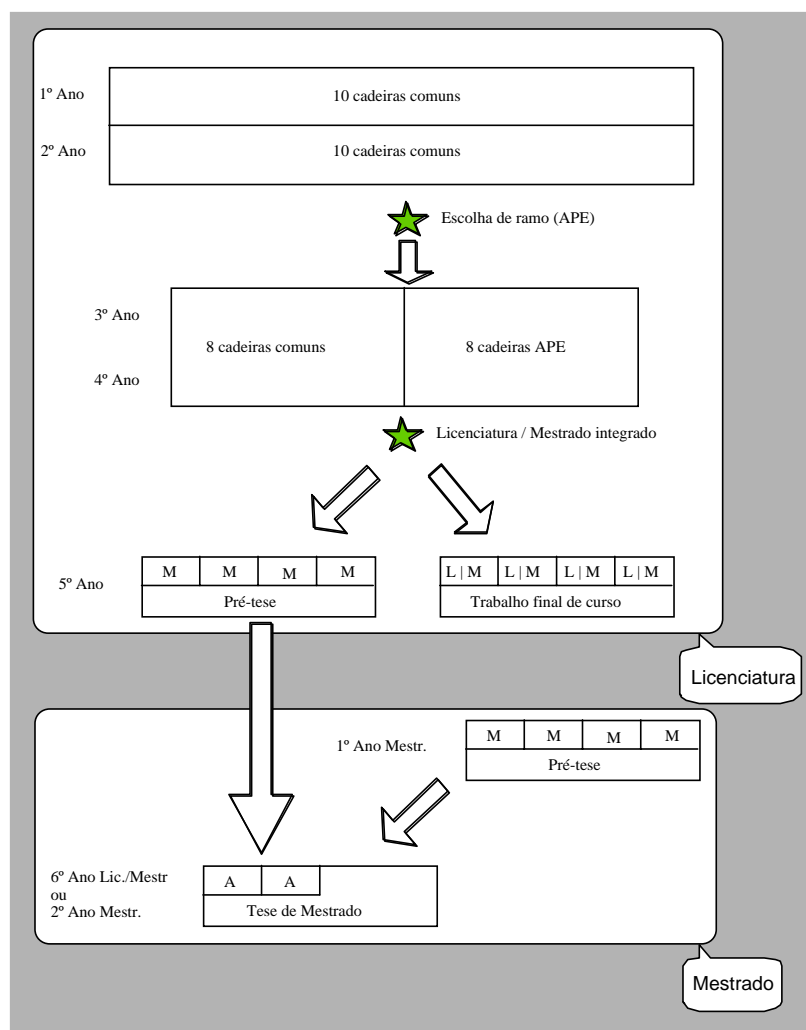 1º Ano
10 cadeiras comuns
2º Ano
10 cadeiras comuns
Escolha de ramo (APE)
3º Ano
8 cadeiras comuns
8 cadeiras APE
4º Ano
Licenciatura / Mestrado integrado
5º Ano
M M M M
Pré-tese
L | M L | M L | M L | M
Trabalho final de curso
Licenciatura
1º Ano Mestr.
M M M M
Pré-tese
6º Ano Lic./Mestr
ou
2º Ano Mestr.
A A
Tese de Mestrado
Mestrado